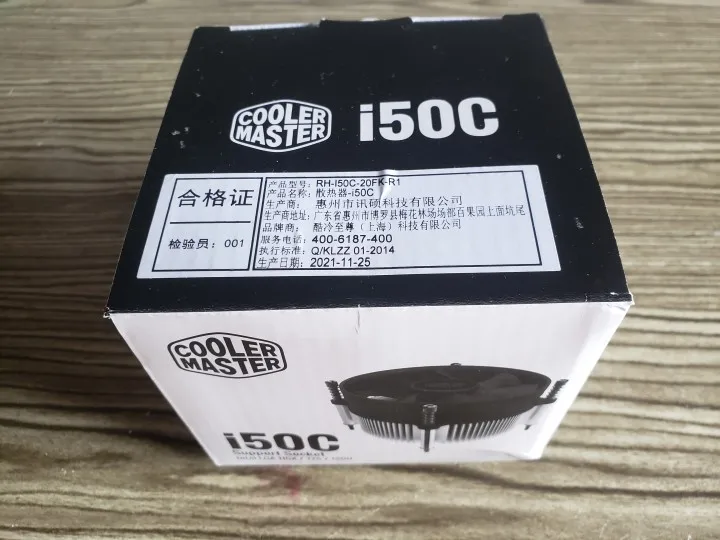 COOLER
MASTER
i50C
合格证
检验员：001
产品型号：RH-I50C-20FK-R1
产品名称：散热器-i50C
生产商：惠州市讯硕科技有限公司
生产商地址：广东省惠州市博罗县梅花林场场部百果园上面坑尾
品牌商：酷冷至尊（上海）科技有限公司
服务电话：400-6187-400
执行标准：Q/KLZZ 01-2014
生产日期：2021-11-25
COOLER
MASTER
i50C
Support Socket